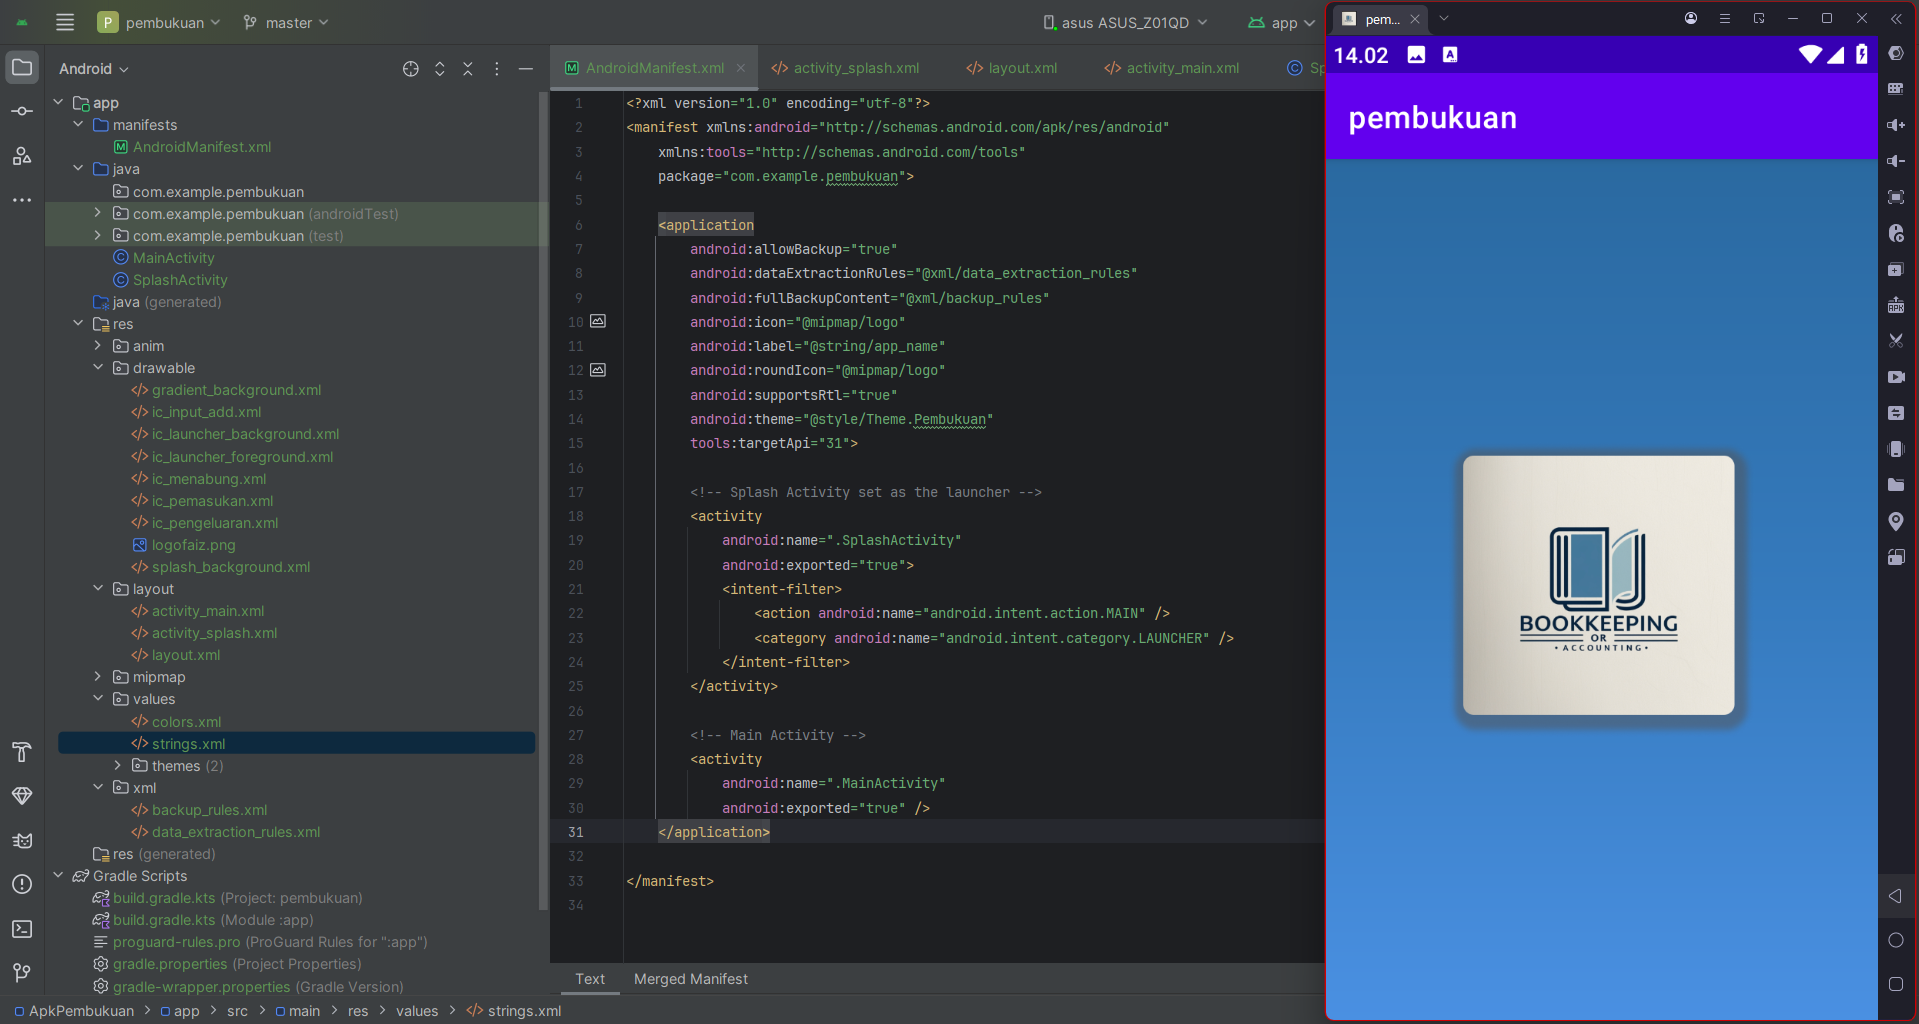 P pembukuan
master
asus ASUS_Z01QD
app
Android
app
manifests
AndroidManifest.xml
java
com.example.pembukuan
com.example.pembukuan (androidTest)
com.example.pembukuan (test)
MainActivity
SplashActivity
java (generated)
res
anim
drawable
gradient_background.xml
ic_input_add.xml
ic_launcher_background.xml
ic_launcher_foreground.xml
ic_menabung.xml
ic_pemasukan.xml
ic_pengeluaran.xml
logofaiz.png
splash_background.xml
layout
activity_main.xml
activity_splash.xml
layout.xml
mipmap
values
colors.xml
strings.xml
themes (2)
xml
backup_rules.xml
data_extraction_rules.xml
res (generated)
Gradle Scripts
build.gradle.kts (Project: pembukuan)
build.gradle.kts (Module :app)
proguard-rules.pro (ProGuard Rules for ":app")
gradle.properties (Project Properties)
gradle-wrapper.properties (Gradle Version)
AndroidManifest.xml
activity_splash.xml
layout.xml
activity_main.xml
Sp
1 <?xml version="1.0" encoding="utf-8"?>
2 <manifest xmlns:android="http://schemas.android.com/apk/res/android"
3 xmlns:tools="http://schemas.android.com/tools"
4 package="com.example.pembukuan">
5
6 <application
7 android:allowBackup="true"
8 android:dataExtractionRules="@xml/data_extraction_rules"
9 android:fullBackupContent="@xml/backup_rules"
10 android:icon="@mipmap/logo"
11 android:label="@string/app_name"
12 android:roundIcon="@mipmap/logo"
13 android:supportsRtl="true"
14 android:theme="@style/Theme.Pembukuan"
15 tools:targetApi="31">
16
17 <!-- Splash Activity set as the launcher -->
18 <activity
19 android:name=".SplashActivity"
20 android:exported="true">
21 <intent-filter>
22 <action android:name="android.intent.action.MAIN" />
23 <category android:name="android.intent.category.LAUNCHER" />
24 </intent-filter>
25 </activity>
26
27 <!-- Main Activity -->
28 <activity
29 android:name=".MainActivity"
30 android:exported="true" />
31 </application>
32
33 </manifest>
34
Text
Merged Manifest
ApkPembukuan > app > src > main > res > values > strings.xml
pem...
14.02
A
pembukuan
BOOKKEEPING
OR
• ACCOUNTING •
APK